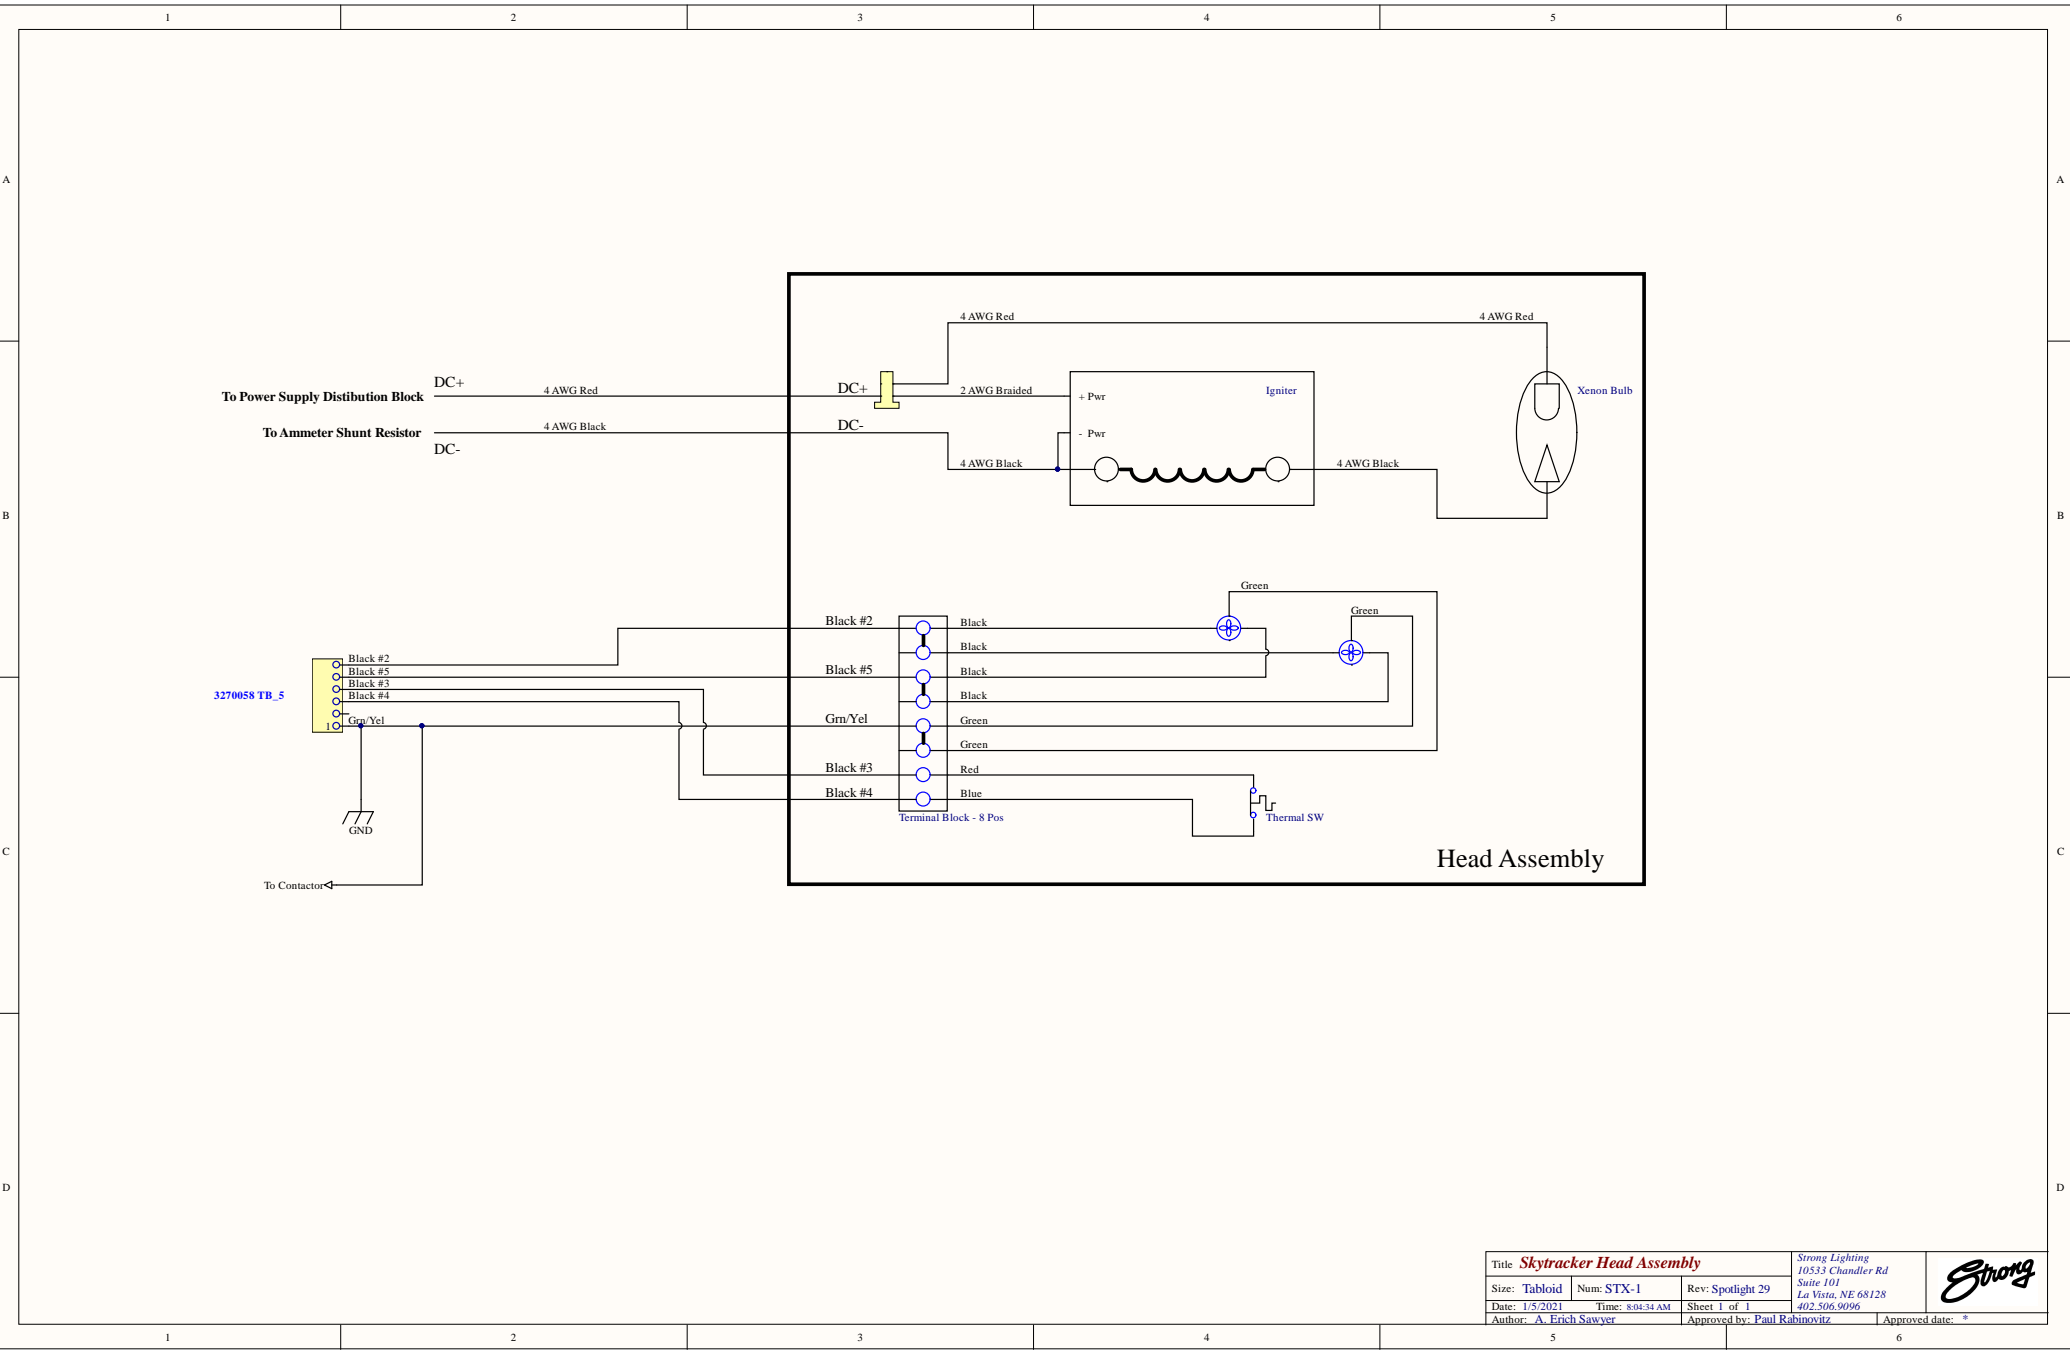 1 2 3 4 5 6
A A
4 AWG Red 4 AWG Red
DC+ 4 AWG Red DC+ 2 AWG Braided Igniter Xenon Bulb
To Power Supply Distibution Block + Pwr
To Ammeter Shunt Resistor 4 AWG Black DC- - Pwr
DC-
4 AWG Black 4 AWG Black
B B
Green
Green
Black #2 Black
Black
Black #2
Black #5 Black #5 Black
Black #3
3270058 TB_5 Black #4 Black
1 Grn/Yel Grn/Yel Green
Green
Black #3 Red
Black #4 Blue
Terminal Block - 8 Pos Thermal SW
GND
C C
Head Assembly
To Contactor
D D
Title Skytracker Head Assembly
Size: Tabloid Num: STX-1 Rev: Spotlight 29
Date: 1/5/2021 Time: 8:04:34 AM Sheet 1 of 1
Author: A. Erich Sawyer Approved by: Paul Rabinovitz Approved date: *
Strong Lighting
10533 Chandler Rd
Suite 101
La Vista, NE 68128
402.506.9096
Strong
1 2 3 4 5 6